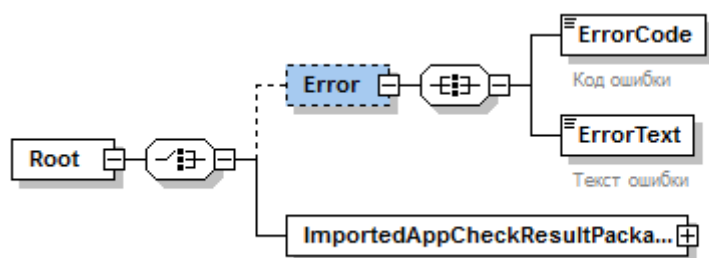 ErrorCode
Код ошибки
Error
ErrorText
Текст ошибки
Root
ImportedAppCheckResultPacka...